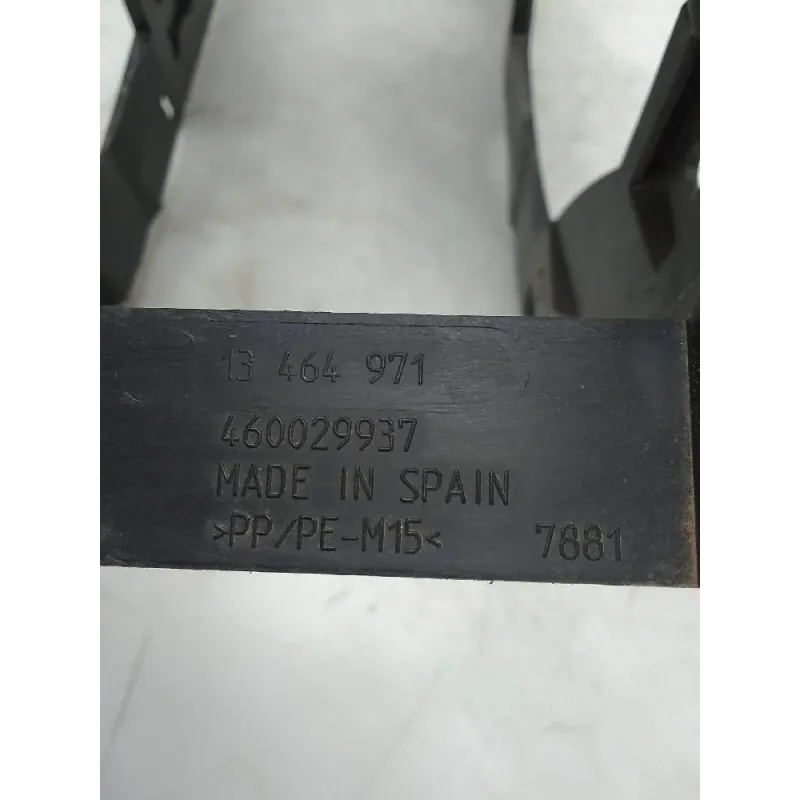 13 464 971
460029937
MADE IN SPAIN
>PP/PE-M15< 7881